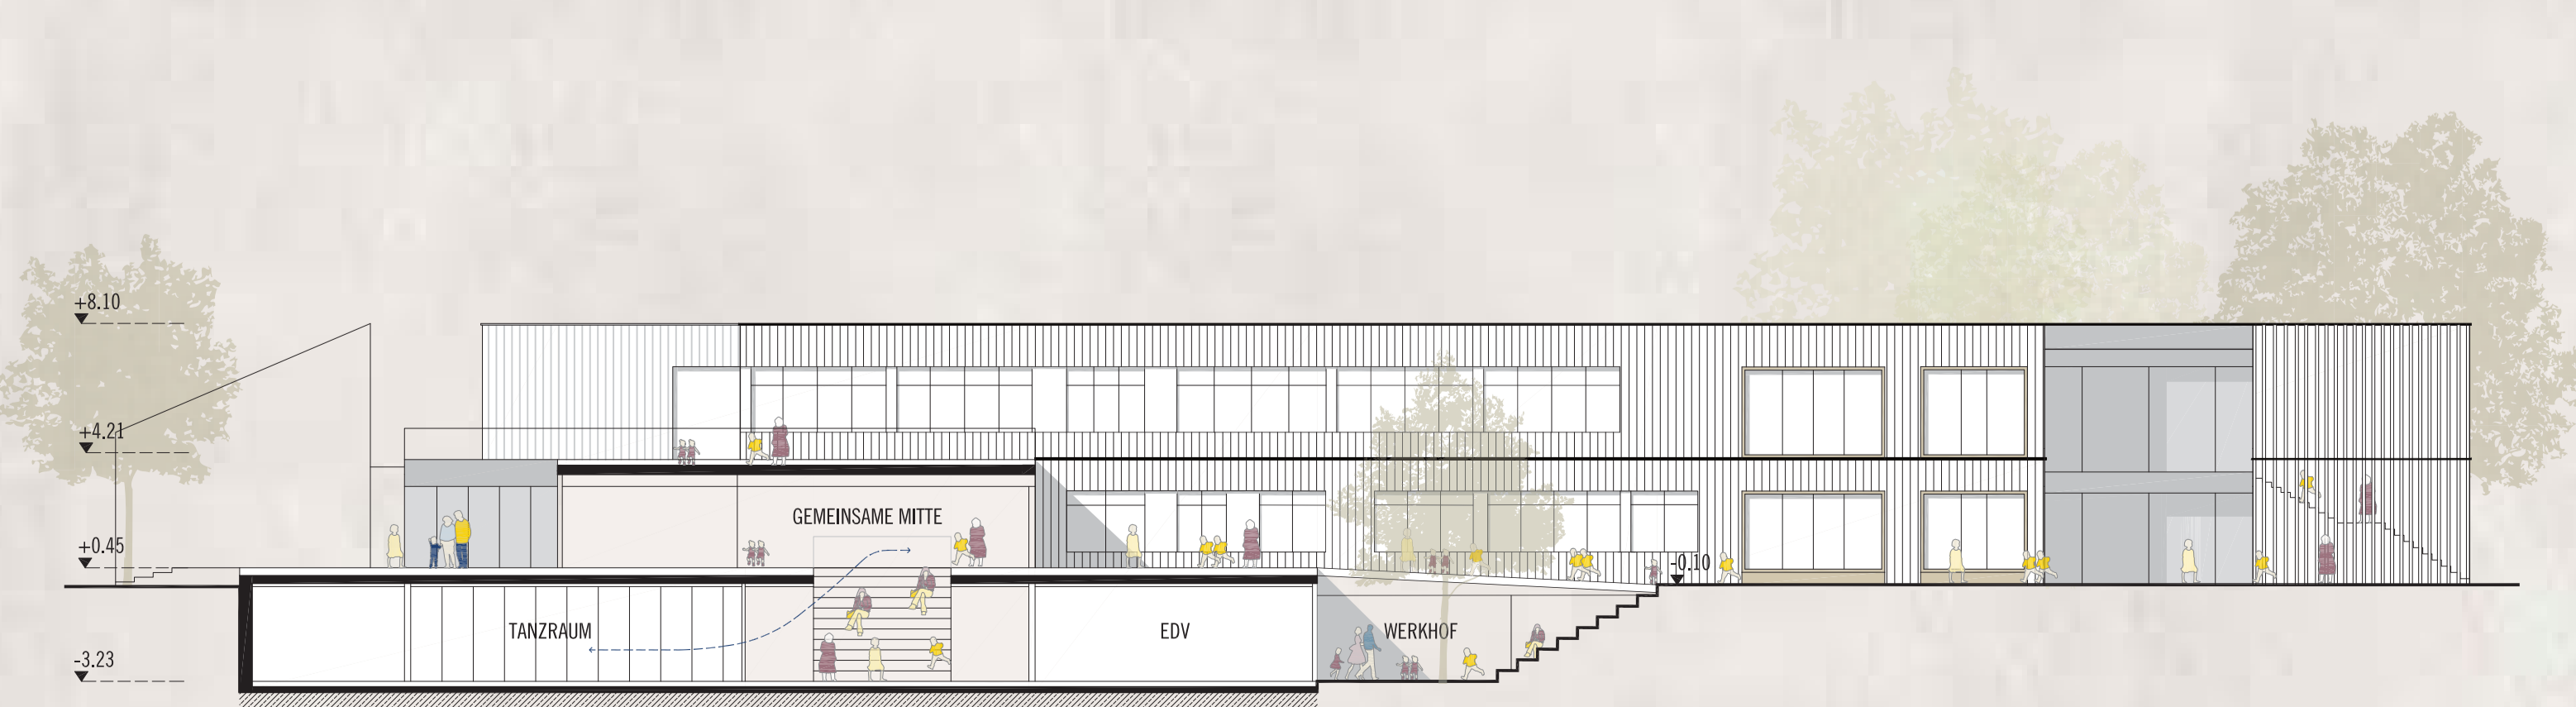 +8.10
+4.21
GEMEINSAME MITTE
+0.45
-0.10
TANZRAUM
EDV
WERKHOF
-3.23